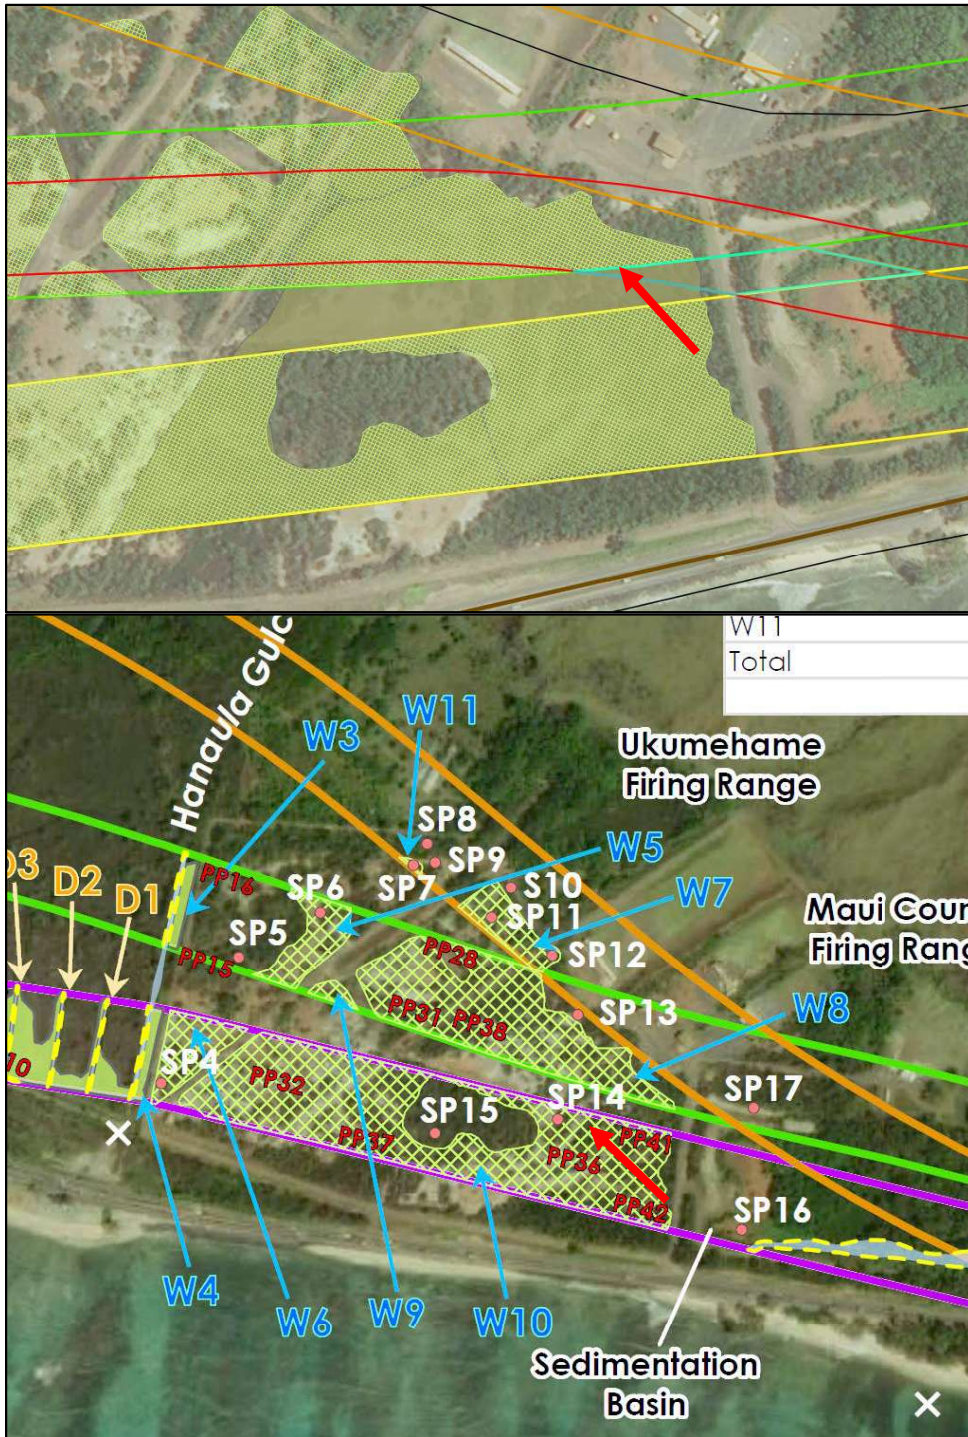 W11
Total
Hanaula Gulc
W3
W11
Ukumehame
Firing Range
SP8
SP9
W5
SP7
D3
D2
D1
PP16
SP6
S10
SP11
W7
Maui Coun
Firing Rang
SP5
PP15
PP28
SP12
PP31
PP38
SP13
W8
10
SP4
PP32
SP15
SP14
SP17
PP37
PP41
PP36
PP42
SP16
W4
W6
W9
W10
Sedimentation
Basin